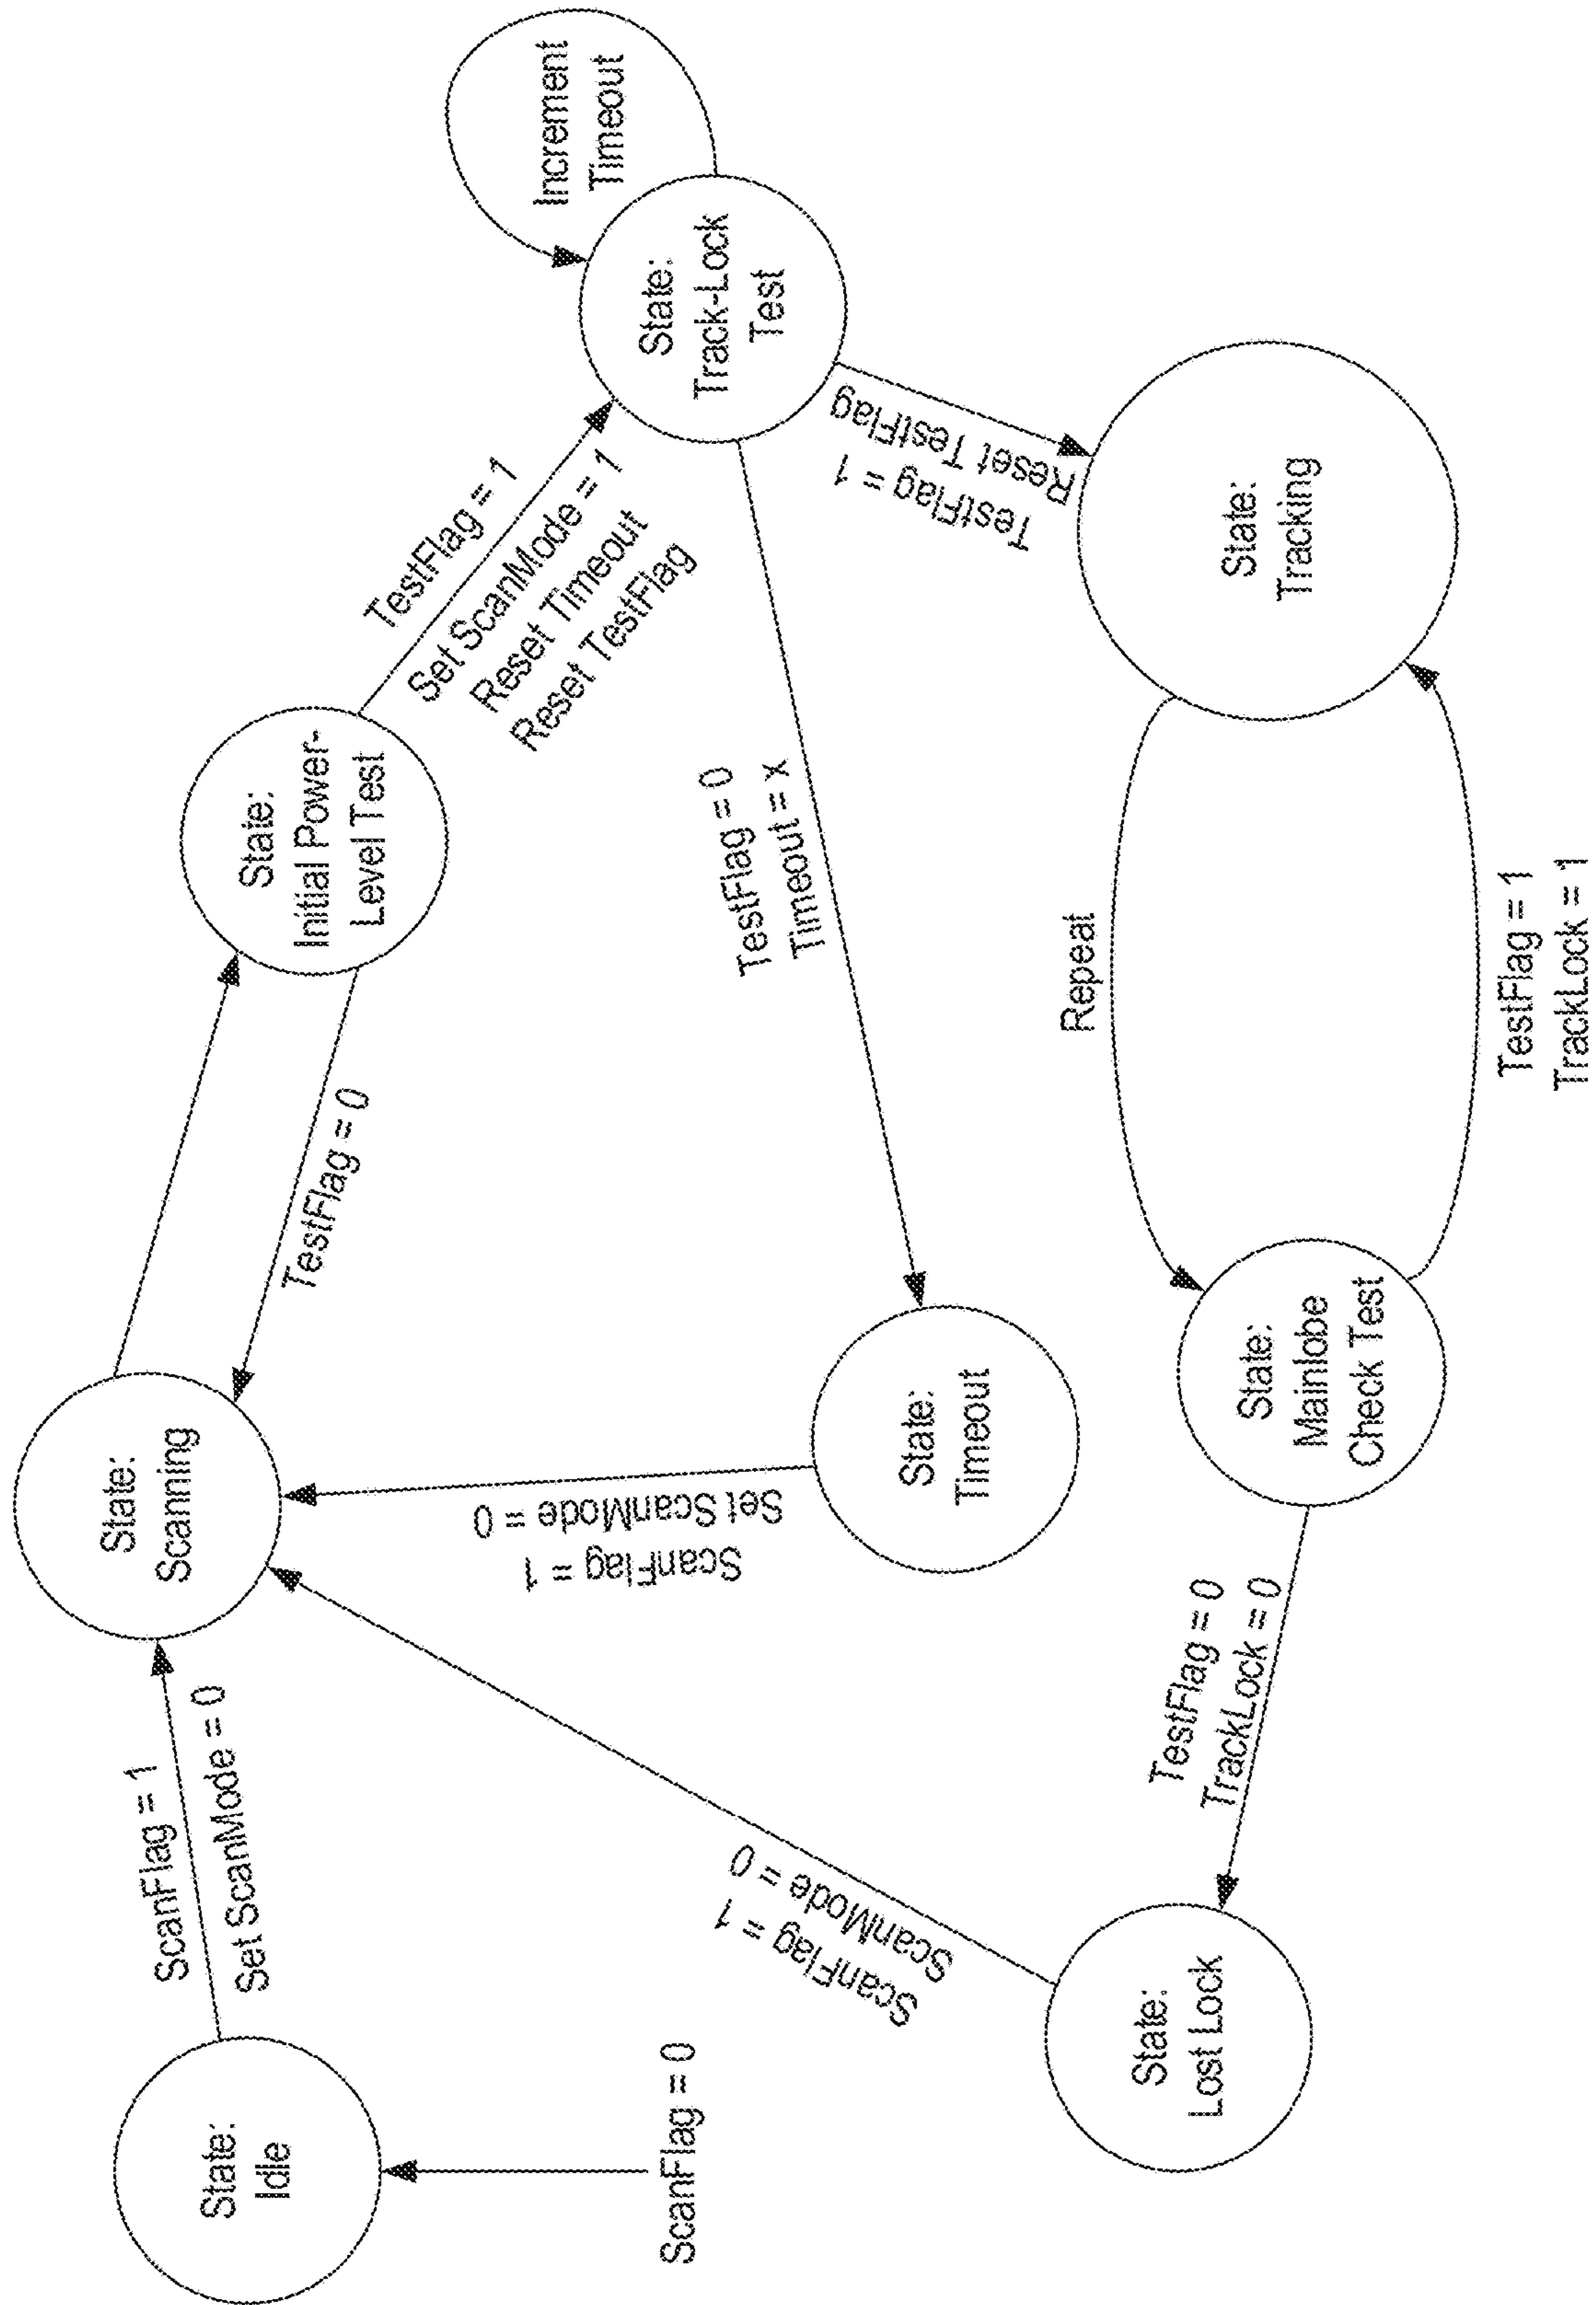 State:
Idle
ScanFlag = 0
ScanFlag = 1
Set ScanMode = 0
State:
Scanning
TestFlag = 0
State:
Initial Power-
Level Test
TestFlag = 1
Set ScanMode = 1
Reset Timeout
Reset TestFlag
State:
Track-Lock
Test
Increment
Timeout
TestFlag = 0
Timeout = x
State:
Timeout
ScanFlag = 1
Set ScanMode = 0
TestFlag = 1
Reset TestFlag
State:
Tracking
Repeat
TestFlag = 1
TrackLock = 1
State:
Mainlobe
Check Test
TestFlag = 0
TrackLock = 0
State:
Lost Lock
ScanFlag = 1
ScanMode = 0